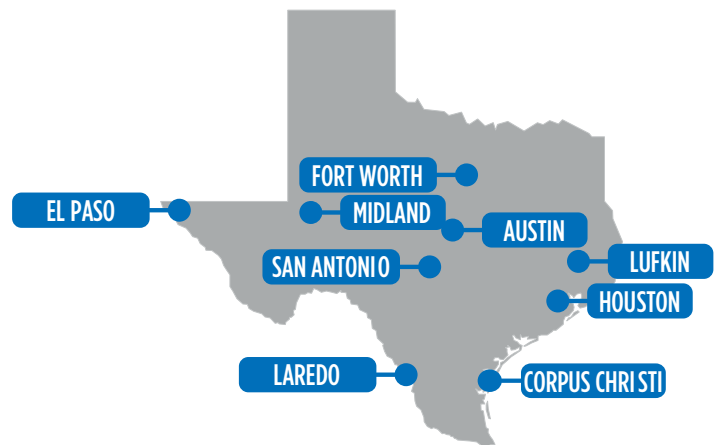 FORT WORTH
EL PASO
MIDLAND
AUSTIN
SAN ANTONIO
LUFKIN
HOUSTON
LAREDO
CORPUS CHRISTI